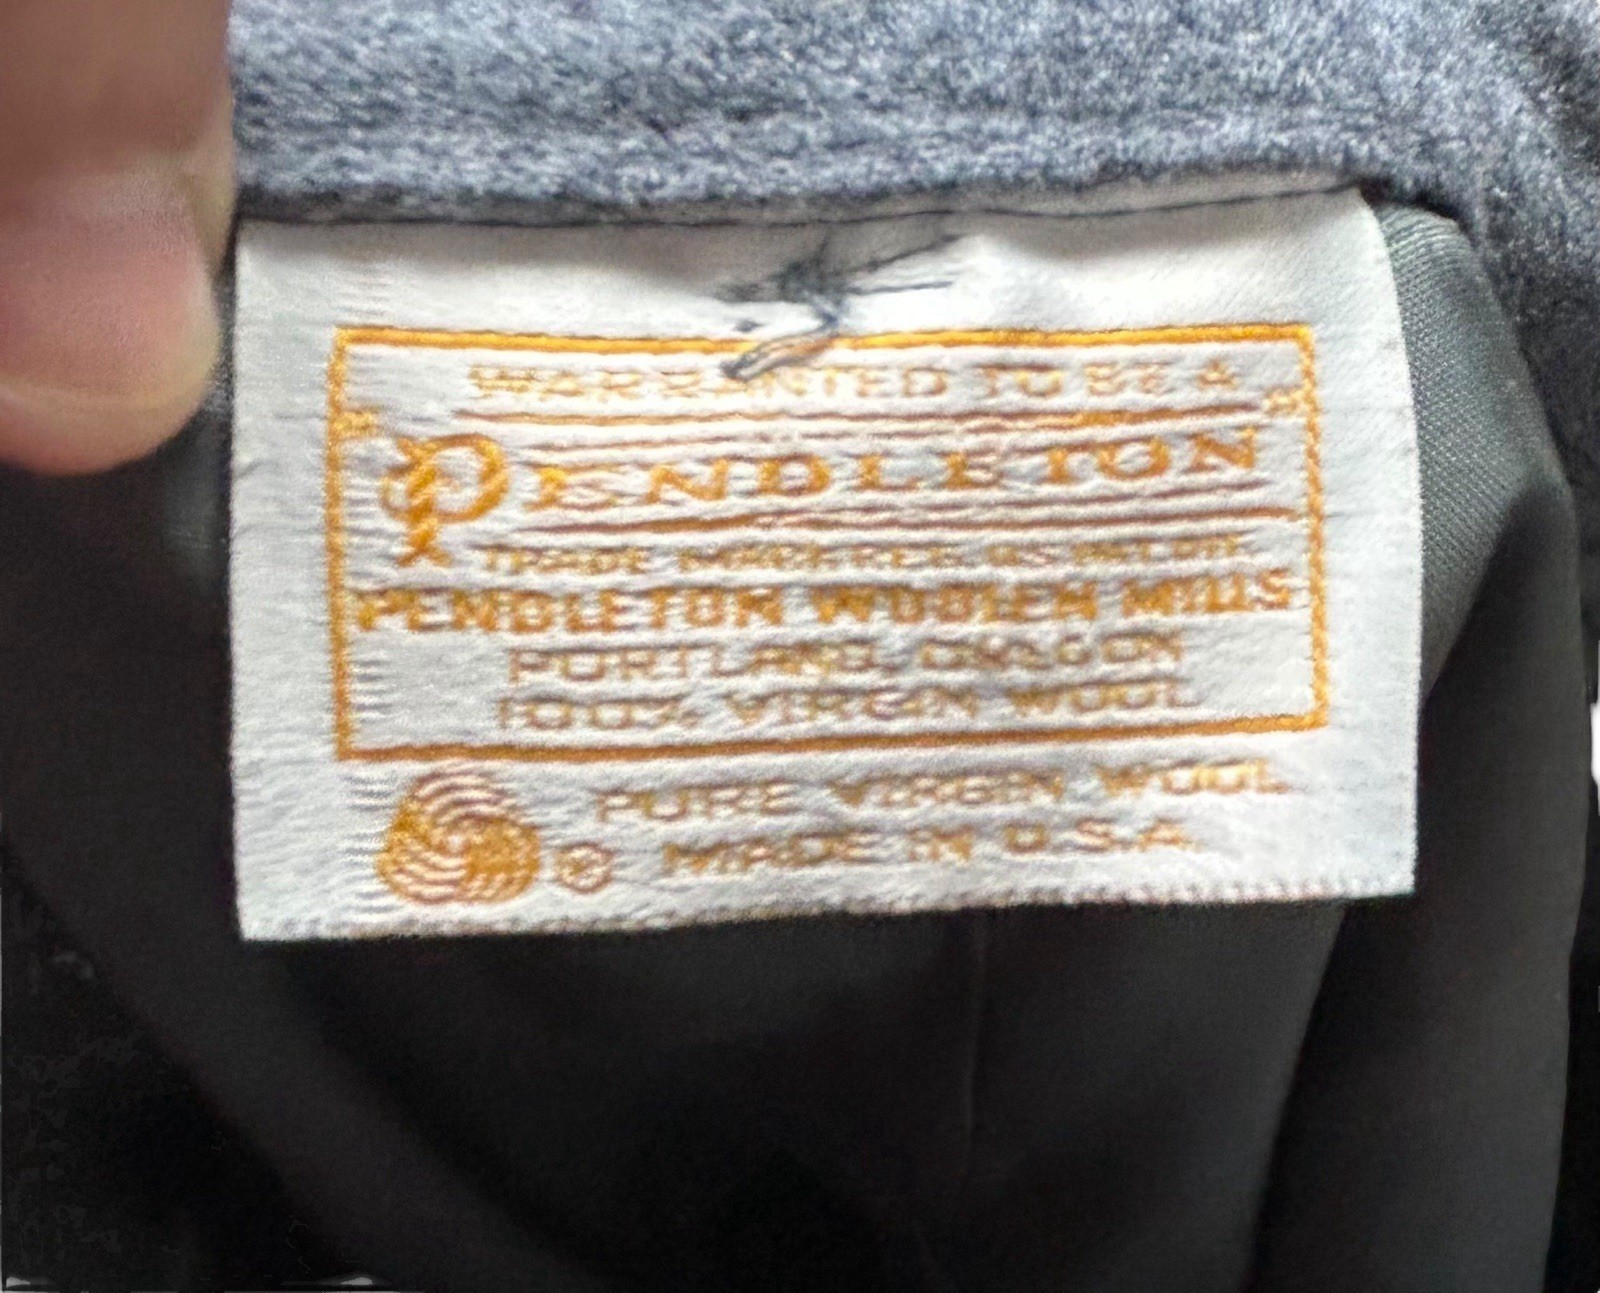 WARRANTED TO BE A
PENDLETON
TRADE MARK REG. U.S. PAT. OFF.
PENDLETON WOOLEN MILLS
PORTLAND, OREGON
100% VIRGIN WOOL
PURE VIRGIN WOOL
® MADE IN U.S.A.